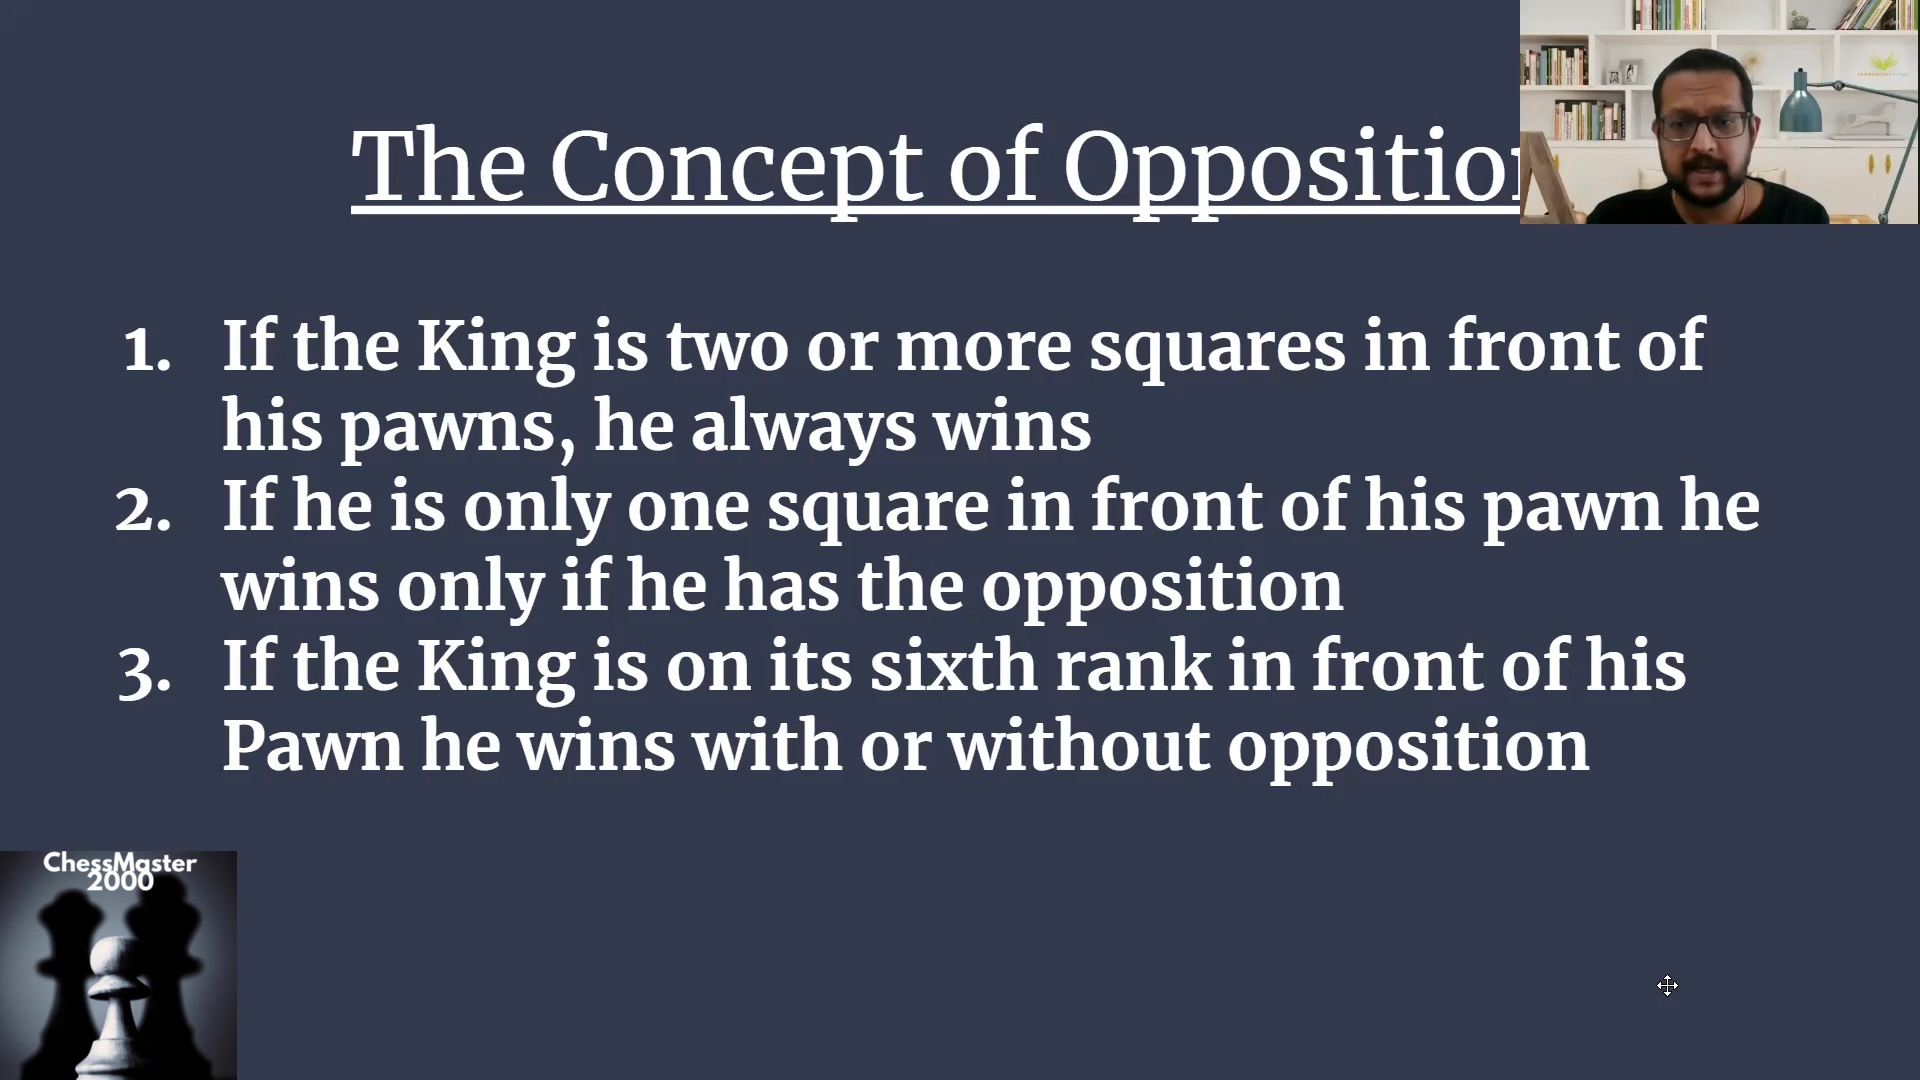 The Concept of Oppositio
1. If the King is two or more squares in front of
his pawns, he always wins
2. If he is only one square in front of his pawn he
wins only if he has the opposition
3. If the King is on its sixth rank in front of his
Pawn he wins with or without opposition
ChessMaster
2000